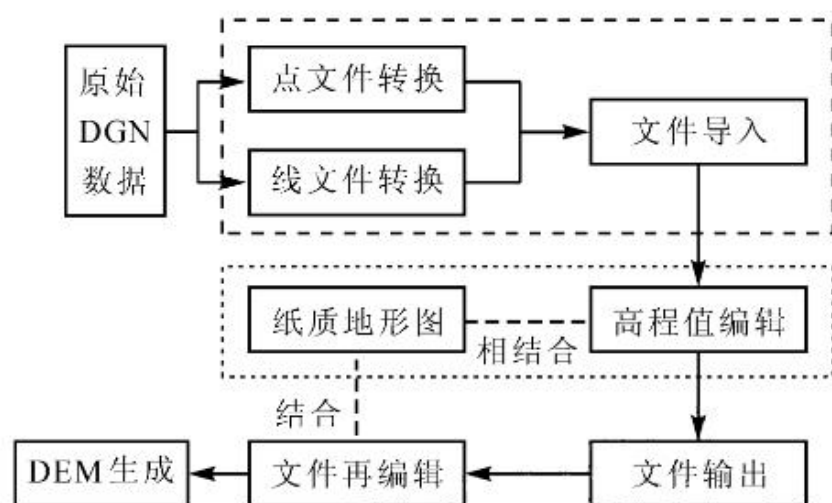 原始
DGN
数据
点文件转换
线文件转换
文件导入
纸质地形图
相结合
高程值编辑
结合
DEM生成
文件再编辑
文件输出